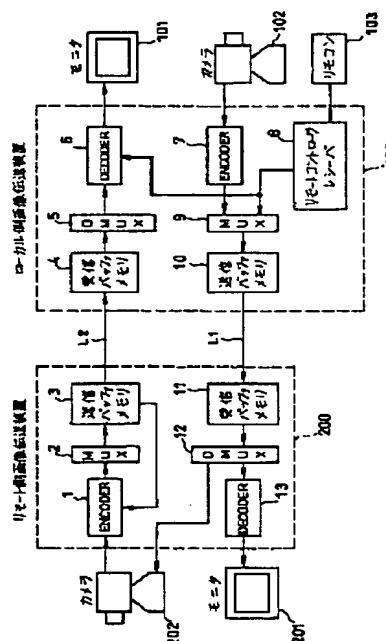 リモート側画像伝送装置
ローカル側画像伝送装置
カメラ
202
1
ENCODER
2
MUX
3
送信
バッファ
メモリ
L2
4
受信
バッファ
メモリ
5
DMUX
6
DECODER
モニタ
101
モニタ
201
13
DECODER
12
DMUX
11
受信
バッファ
メモリ
200
L1
10
送信
バッファ
メモリ
9
MUX
7
ENCODER
カメラ
102
8
リモートコントロール
レシーバ
リモコン
103